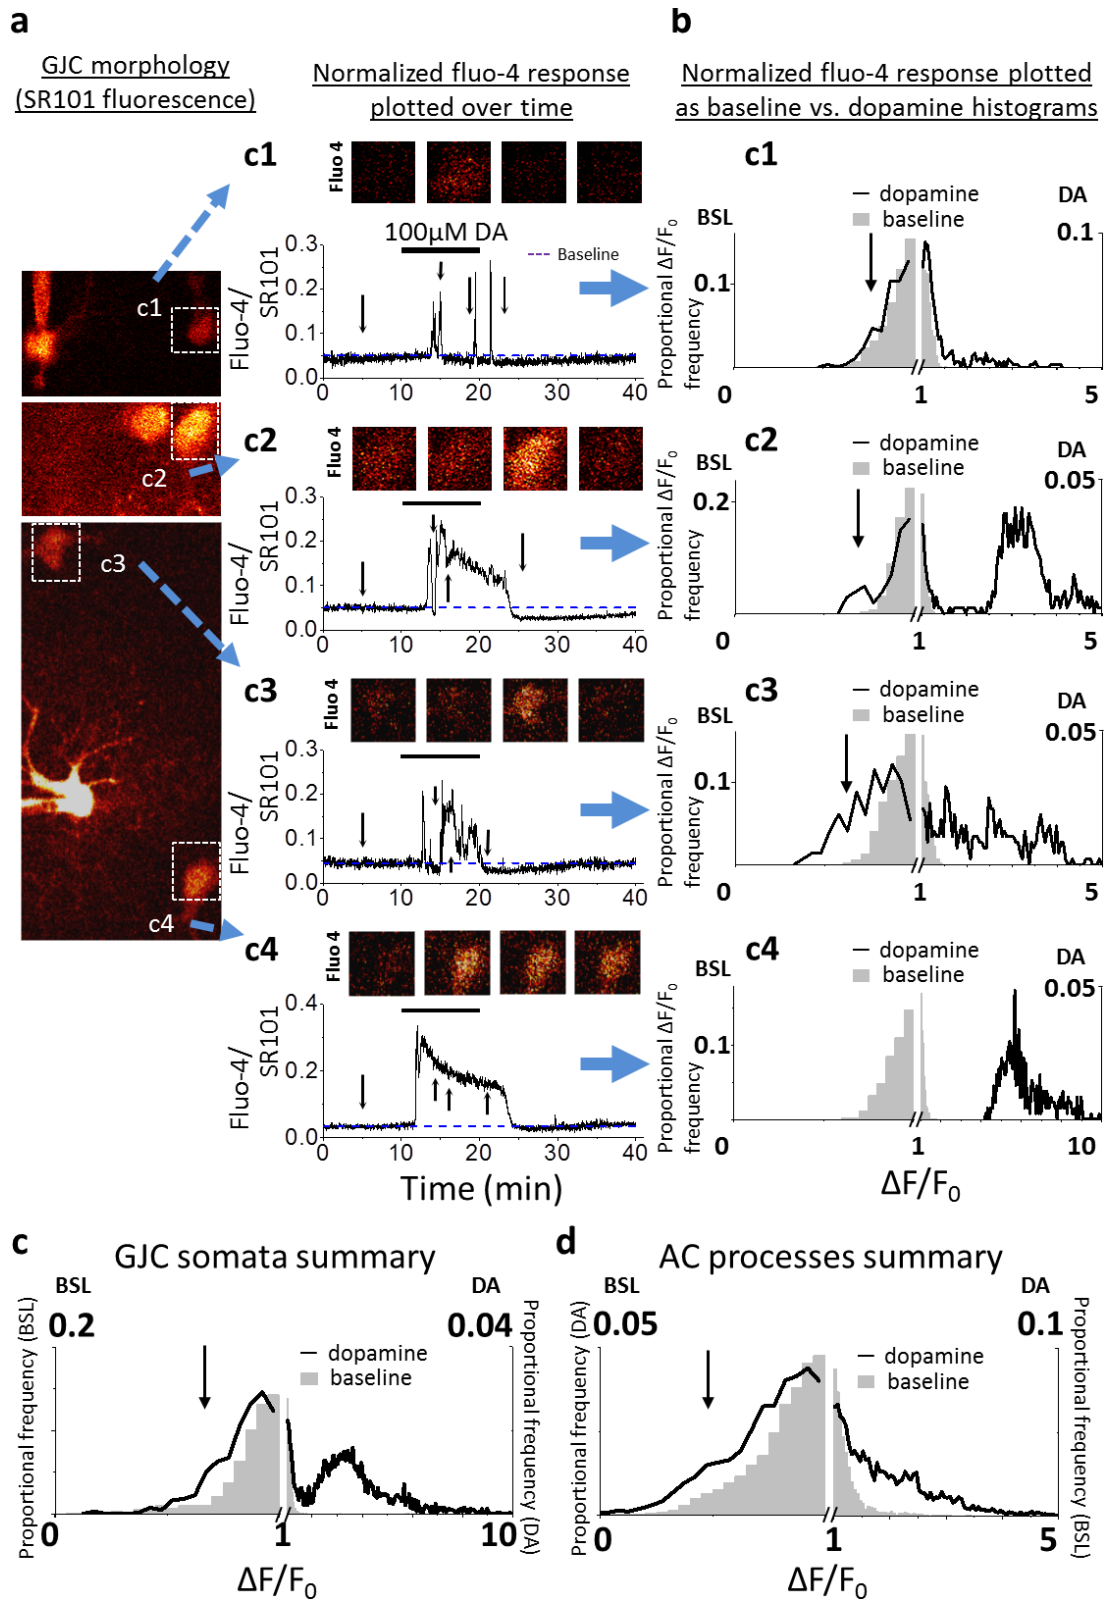 a
b
GJC morphology
(SR101 fluorescence)
Normalized fluo-4 response
plotted over time
Normalized fluo-4 response plotted
as baseline vs. dopamine histograms
c1
c2
c3
c4
c1
Fluo 4
100µM DA
Baseline
Fluo-4/
SR101
0.3
0.2
0.1
0.0
0 10 20 30 40
c1
dopamine
baseline
BSL
DA
0.1
0.1
Proportional ΔF/F0
frequency
0 1 5
c2
Fluo 4
Fluo-4/
SR101
0.3
0.2
0.1
0.0
0 10 20 30 40
c2
dopamine
baseline
BSL
DA
0.2
0.05
Proportional ΔF/F0
frequency
0 1 5
c3
Fluo 4
Fluo-4/
SR101
0.3
0.2
0.1
0.0
0 10 20 30 40
c3
dopamine
baseline
BSL
DA
0.1
0.05
Proportional ΔF/F0
frequency
0 1 5
c4
Fluo 4
Fluo-4/
SR101
0.4
0.2
0.0
0 10 20 30 40
Time (min)
c4
dopamine
baseline
BSL
DA
0.1
0.05
Proportional ΔF/F0
frequency
0 1 10
ΔF/F0
c
GJC somata summary
BSL
DA
0.2
0.04
dopamine
baseline
Proportional frequency (BSL)
Proportional frequency (DA)
0 1 10
ΔF/F0
d
AC processes summary
BSL
DA
0.05
0.1
dopamine
baseline
Proportional frequency (DA)
Proportional frequency (BSL)
0 1 5
ΔF/F0